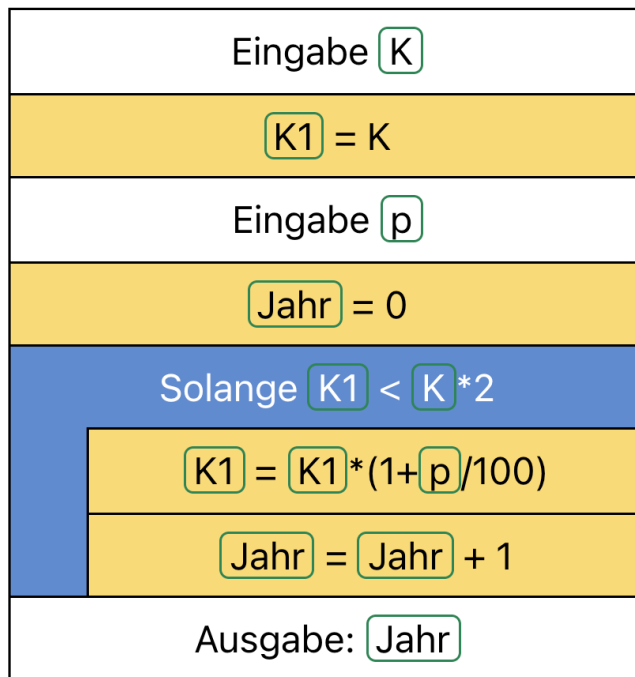 Eingabe K
K1 = K
Eingabe p
Jahr = 0
Solange K1 < K *2
K1 = K1 *(1+ p /100)
Jahr = Jahr + 1
Ausgabe: Jahr